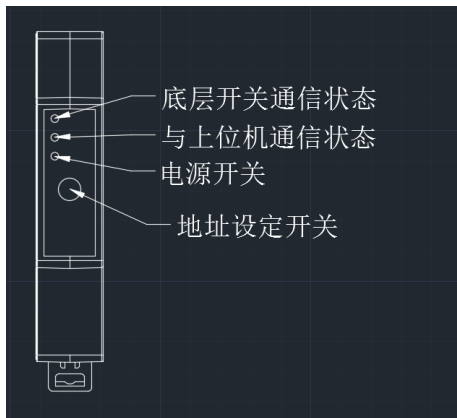 底层开关通信状态
与上位机通信状态
电源开关
地址设定开关